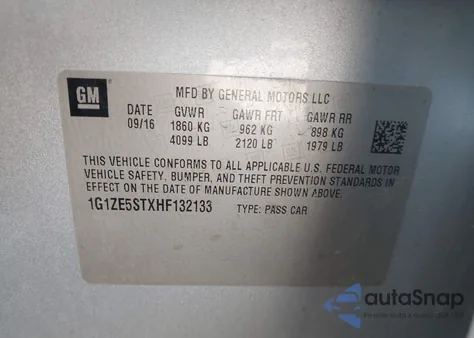 GM
MFD BY GENERAL MOTORS LLC
DATE GVWR GAWR FRT GAWR RR
09/16 1860 KG 962 KG 898 KG
4099 LB 2120 LB 1979 LB
THIS VEHICLE CONFORMS TO ALL APPLICABLE U.S. FEDERAL MOTOR
VEHICLE SAFETY, BUMPER, AND THEFT PREVENTION STANDARDS IN
EFFECT ON THE DATE OF MANUFACTURE SHOWN ABOVE.
1G1ZE5STXHF132133 TYPE: PASS CAR
autoSnap